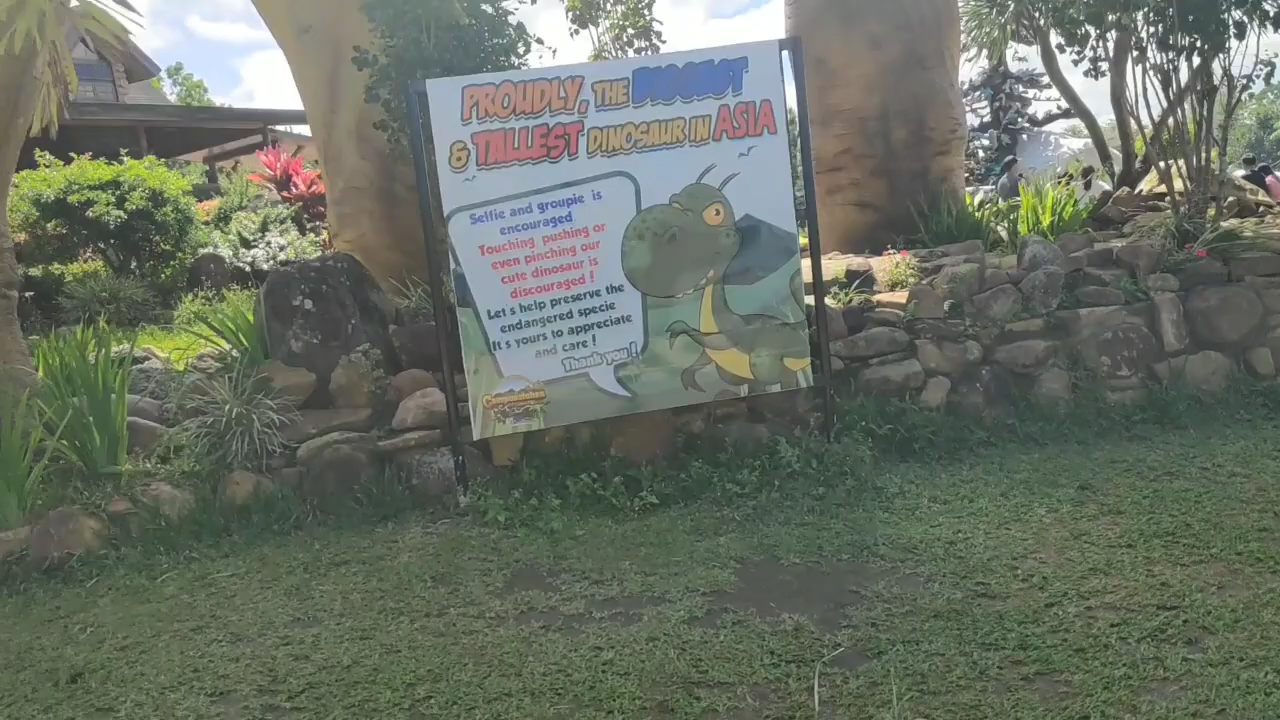 PROUDLY, THE BIGGEST
& TALLEST DINOSAUR IN ASIA
Selfie and groupie is
encouraged
Touching pushing or
even pinching our
cute dinosaur is
discouraged !
Let s help preserve the
endangered specie
It s yours to appreciate
and care !
Thank you !